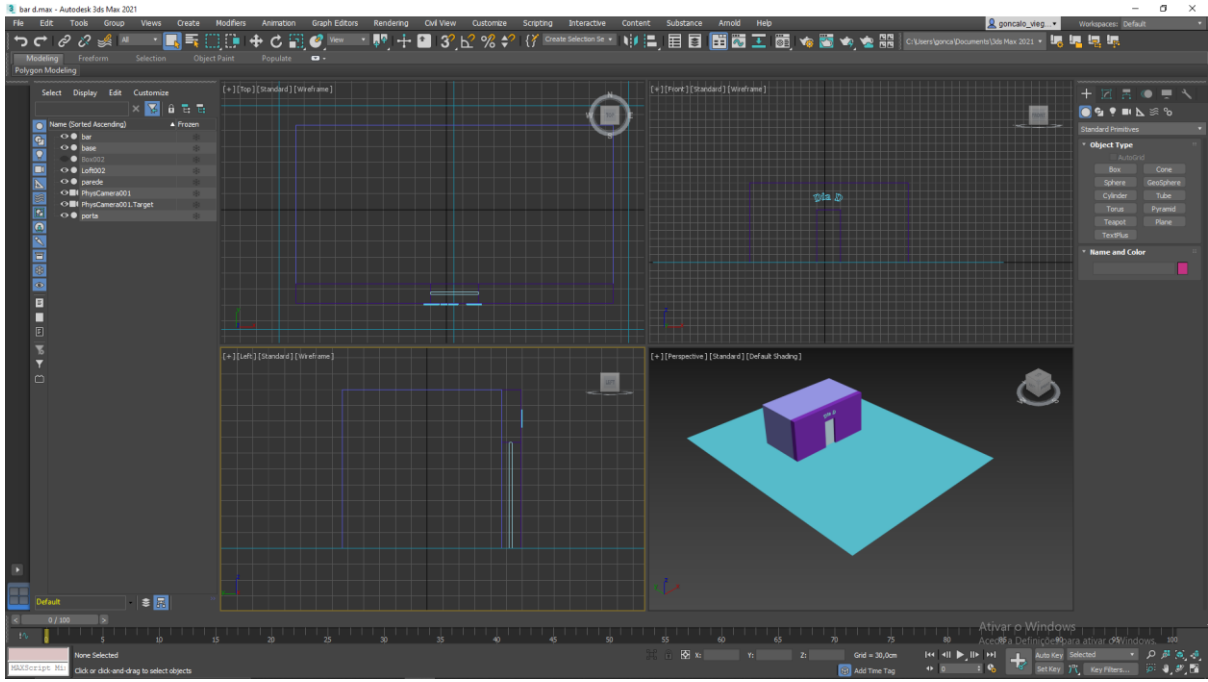 bar d.max - Autodesk 3ds Max 2021
File Edit Tools Group Views Create Modifiers Animation Graph Editors Rendering Civil View Customize Scripting Interactive Content Substance Arnold Help
goncalo_vieg... Workspaces: Default
All View Create Selection Se C:\Users\gonca\Documents\3ds Max 2021
Modeling Freeform Selection Object Paint Populate
Polygon Modeling
Select Display Edit Customize
Name (Sorted Ascending) ▲ Frozen
bar
base
Box002
Loft002
parede
PhysCamera001
PhysCamera001.Target
porta
Default
[+] [Top] [Standard] [Wireframe]
TOP
[+] [Front] [Standard] [Wireframe]
Dia D
[+] [Left] [Standard] [Wireframe]
LEFT
[+] [Perspective] [Standard] [Default Shading]
Dia D
Standard Primitives
Object Type
AutoGrid
Box Cone
Sphere GeoSphere
Cylinder Tube
Torus Pyramid
Teapot Plane
TextPlus
Name and Color
0 / 100
5 10 15 20 25 30 35 40 45 50 55 60 65 70 75 80 85 90 95 100
Ativar o Windows
Aceda a Definições para ativar o Windows.
MAXScript Mi
None Selected
Click or click-and-drag to select objects
X: Y: Z: Grid = 30,0cm
Add Time Tag
0
Auto Key Selected
Set Key Key Filters...